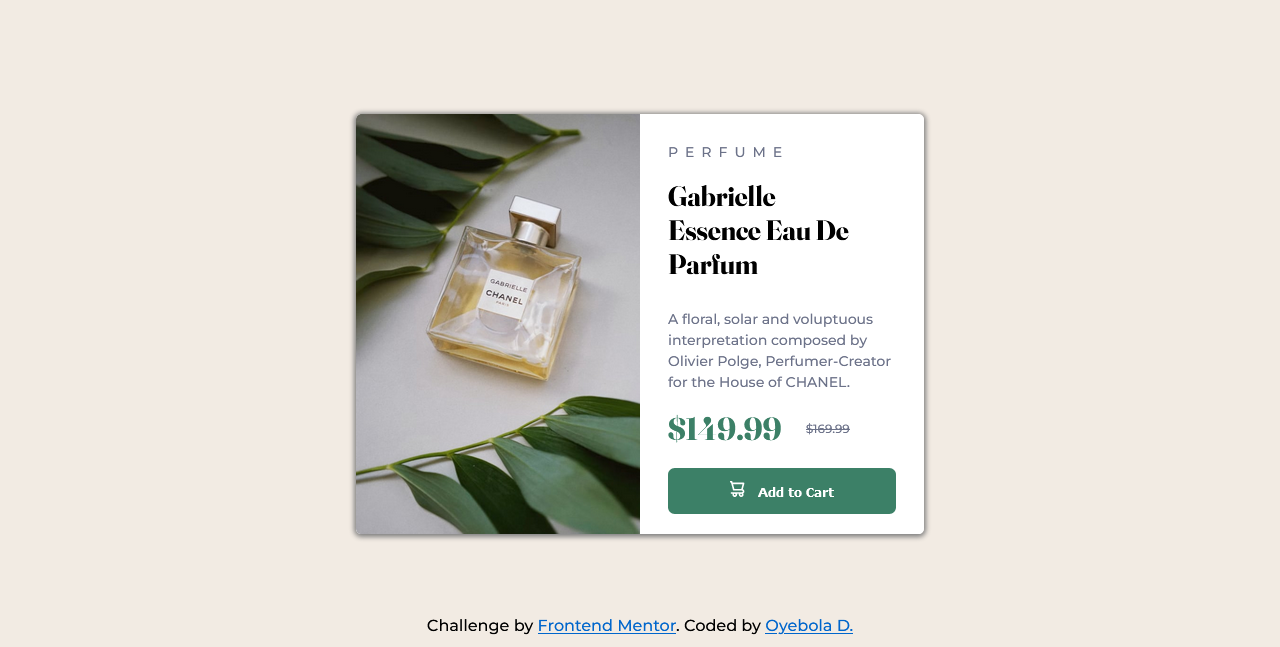 GABRIELLE
CHANEL
PARIS
PERFUME
Gabrielle
Essence Eau De
Parfum
A floral, solar and voluptuous
interpretation composed by
Olivier Polge, Perfumer-Creator
for the House of CHANEL.
$149.99 $169.99
Add to Cart
Challenge by Frontend Mentor. Coded by Oyebola D.